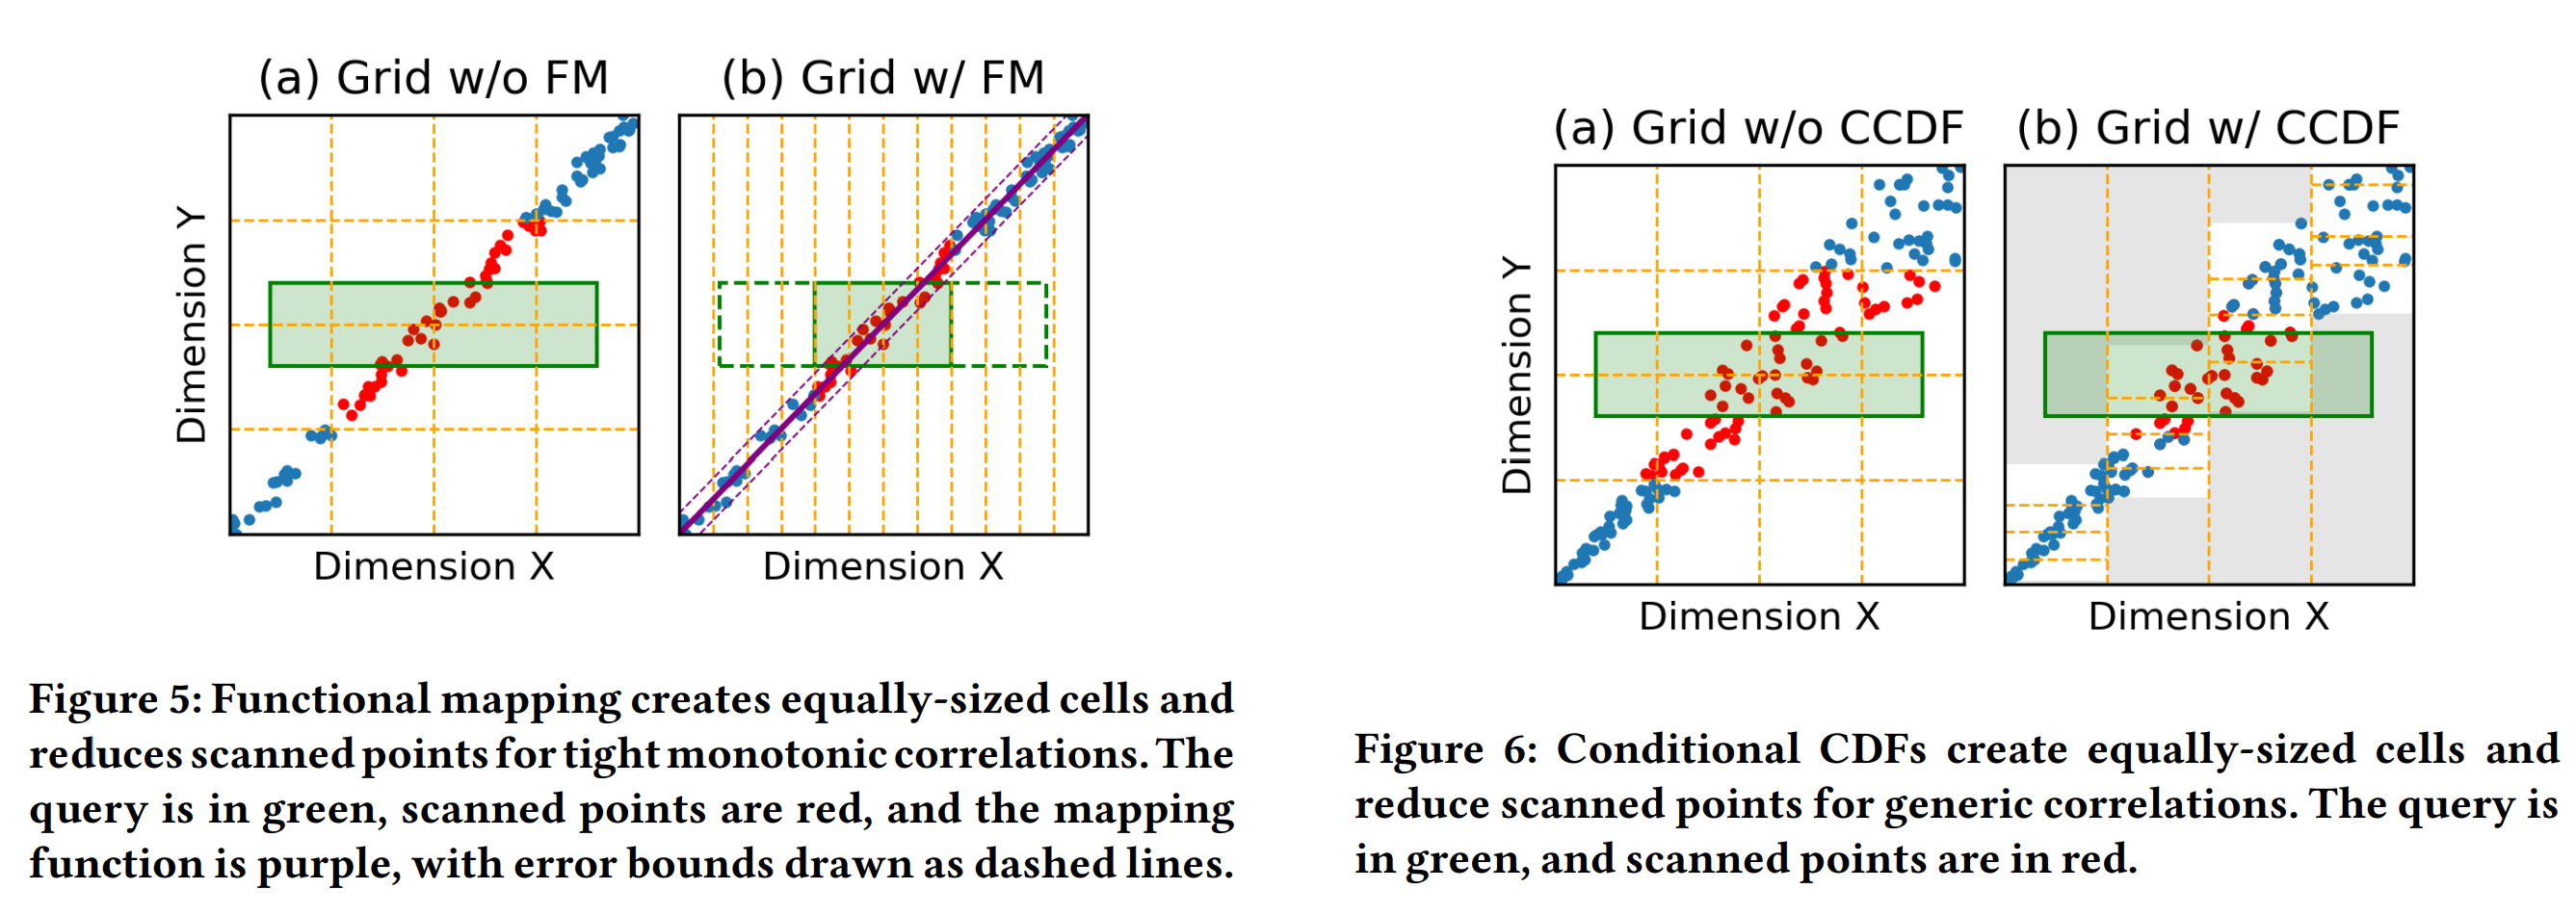 (a) Grid w/o FM
(b) Grid w/ FM
Dimension Y
Dimension X
Dimension X
Figure 5: Functional mapping creates equally-sized cells and
reduces scanned points for tight monotonic correlations. The
query is in green, scanned points are red, and the mapping
function is purple, with error bounds drawn as dashed lines.
(a) Grid w/o CCDF
(b) Grid w/ CCDF
Dimension Y
Dimension X
Dimension X
Figure 6: Conditional CDFs create equally-sized cells and
reduce scanned points for generic correlations. The query is
in green, and scanned points are in red.